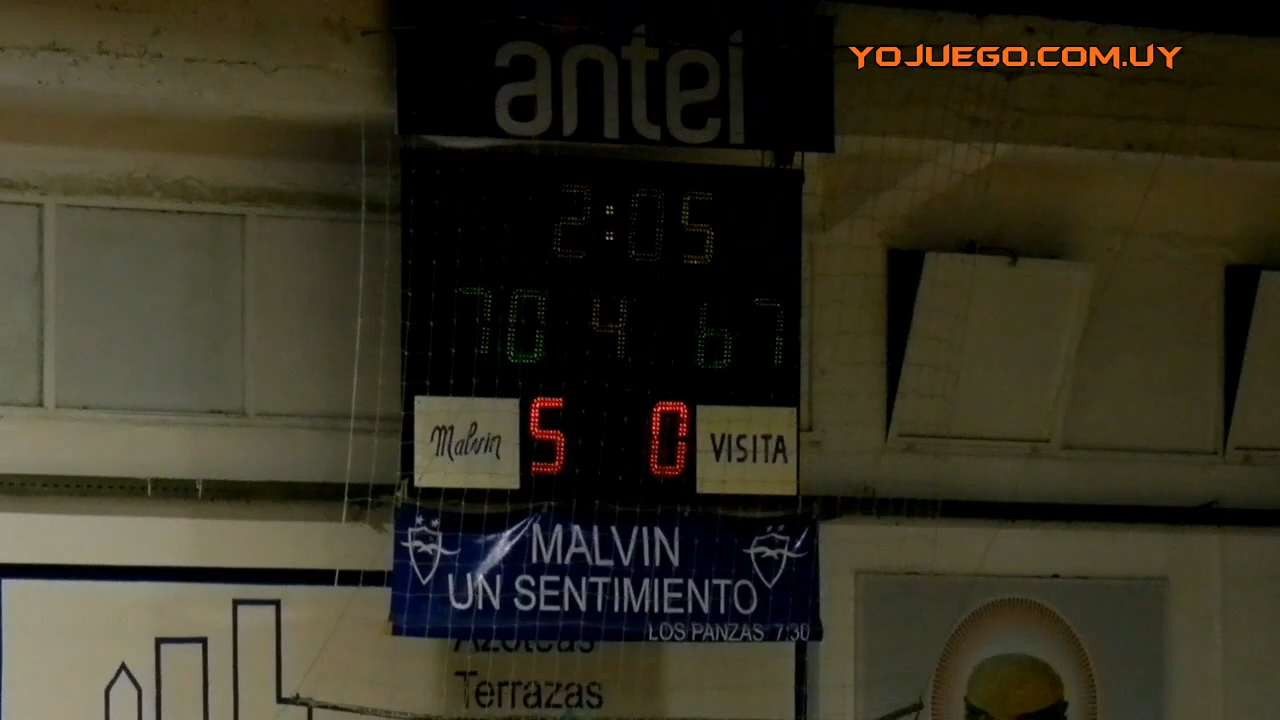 YOJUEGO.COM.UY
antel
2:05
70 4 67
Malvin 5 0 VISITA
MALVIN
UN SENTIMIENTO
LOS PANZAS 7:30
Azoteas
Terrazas